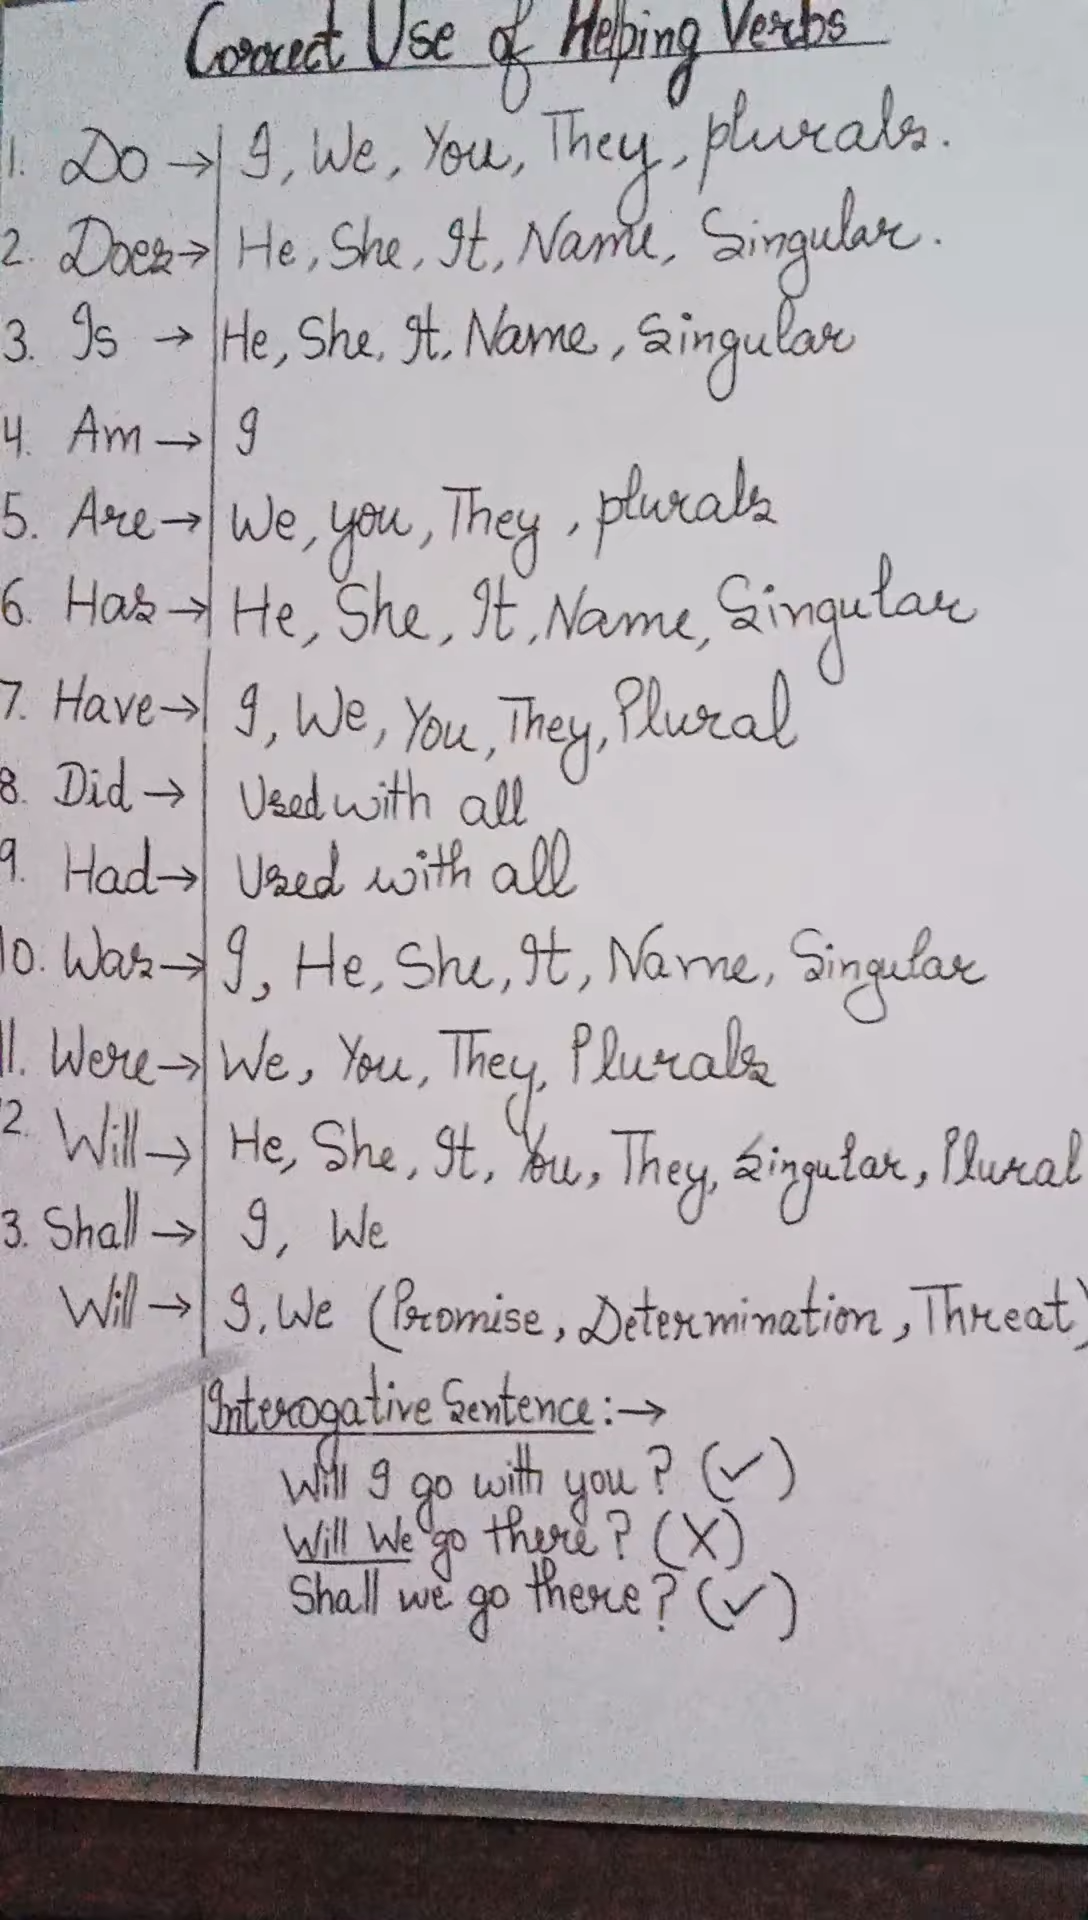 Correct Use of Helping Verbs
1. Do → I, We, You, They, plurals.
2. Does → He, She, It, Name, Singular.
3. Is → He, She, It, Name, Singular
4. Am → I
5. Are → We, you, They, plurals
6. Has → He, She, It, Name, Singular
7. Have → I, We, You, They, Plural
8. Did → Used with all
9. Had → Used with all
10. Was → I, He, She, It, Name, Singular
11. Were → We, You, They, Plurals
2. Will → He, She, It, You, They, Singular, Plural
3. Shall → I, We
Will → I, We (Promise, Determination, Threat)
Interogative Sentence :→
Will I go with you? (✓)
Will We go there? (X)
Shall we go there? (✓)